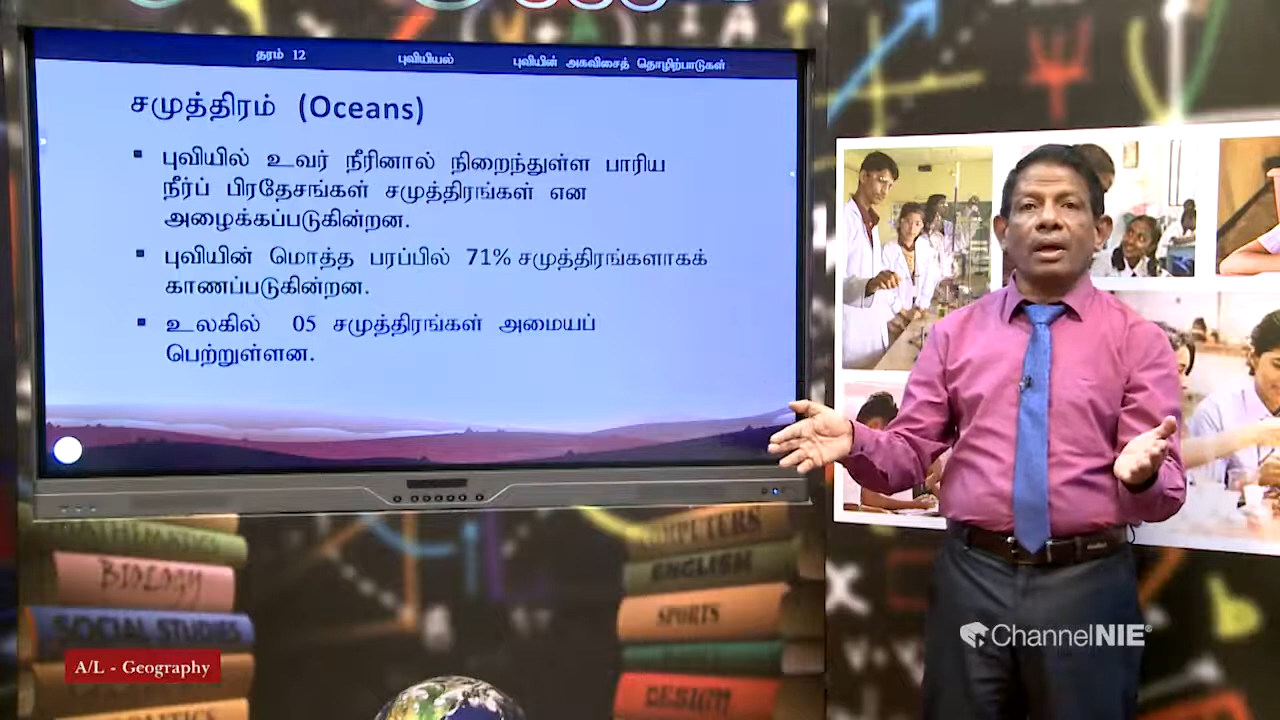 தரம் 12 புவியியல் புவியின் அகவிசைத் தொழிற்பாடுகள்
சமுத்திரம் (Oceans)
▪ புவியில் உவர் நீரினால் நிறைந்துள்ள பாரிய
நீர்ப் பிரதேசங்கள் சமுத்திரங்கள் என
அழைக்கப்படுகின்றன.
▪ புவியின் மொத்த பரப்பில் 71% சமுத்திரங்களாகக்
காணப்படுகின்றன.
▪ உலகில் 05 சமுத்திரங்கள் அமையப்
பெற்றுள்ளன.
MATHEMATICS
BIOLOGY
SOCIAL STUDIES
COMPUTERS
ENGLISH
SPORTS
DESIGN
A/L - Geography
ChannelNIE®